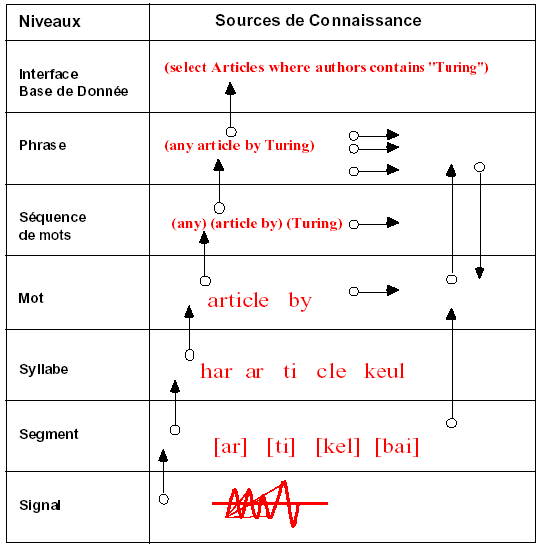 Niveaux Sources de Connaissance
Interface
Base de Donnée
(select Articles where authors contains "Turing")
Phrase (any article by Turing)
Séquence
de mots
(any) (article by) (Turing)
Mot article by
Syllabe har ar ti cle keul
Segment [ar] [ti] [kel] [bai]
Signal